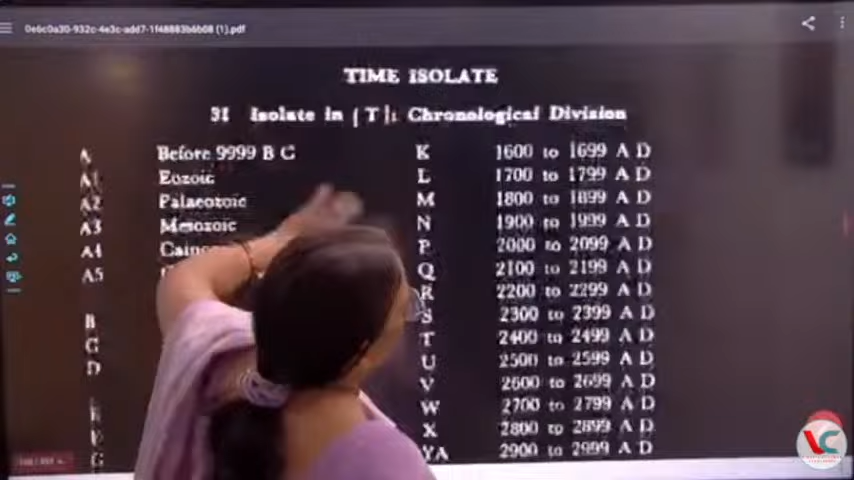 0e6c0a30-932c-4e3c-add7-1f48883b6b08 (1).pdf
TIME ISOLATE
31 Isolate in [T]: Chronological Division
A Before 9999 B C K 1600 to 1699 A D
A1 Eozoic L 1700 to 1799 A D
A2 Palaeozoic M 1800 to 1899 A D
A3 Mesozoic N 1900 to 1999 A D
A4 P 2000 to 2099 A D
A5 Q 2100 to 2199 A D
R 2200 to 2299 A D
B S 2300 to 2399 A D
C T 2400 to 2499 A D
D U 2500 to 2599 A D
V 2600 to 2699 A D
W 2700 to 2799 A D
X 2800 to 2899 A D
G YA 2900 to 2999 A D
VC